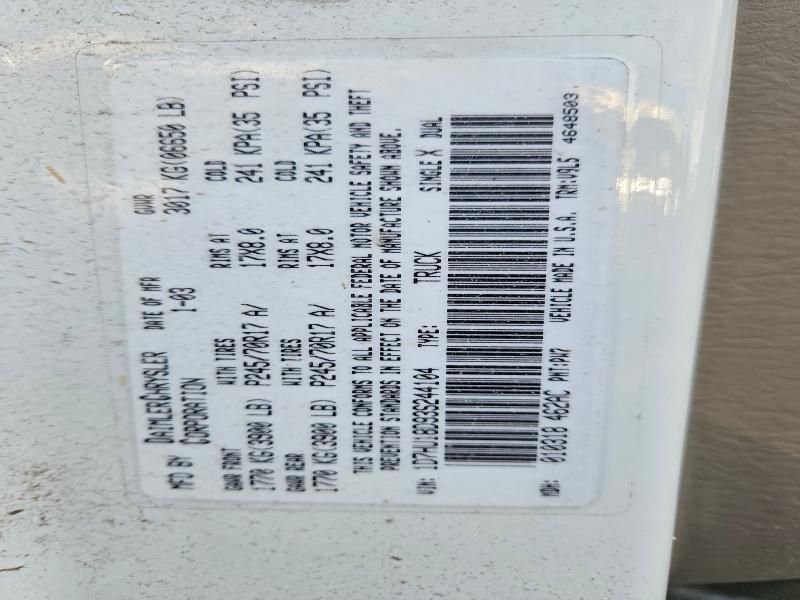 MFD BY DAIMLERCHRYSLER CORPORATION
DATE OF MFR 1-03
GVWR 3017 KG(06650 LB)
GAWR FRONT WITH TIRES RIMS AT COLD
1770 KG(3900 LB) P245/70R17 A/ 17X8.0 241 KPA(35 PSI)
GAWR REAR WITH TIRES RIMS AT COLD
1770 KG(3900 LB) P245/70R17 A/ 17X8.0 241 KPA(35 PSI)
THIS VEHICLE CONFORMS TO ALL APPLICABLE FEDERAL MOTOR VEHICLE SAFETY AND THEFT
PREVENTION STANDARDS IN EFFECT ON THE DATE OF MANUFACTURE SHOWN ABOVE.
VIN: 1D7HU18D93S244104 TYPE: TRUCK SINGLE X DUAL
MDH: 010318 462AC PNT:PW7 VEHICLE MADE IN U.S.A. TRM:V9L5 4648503